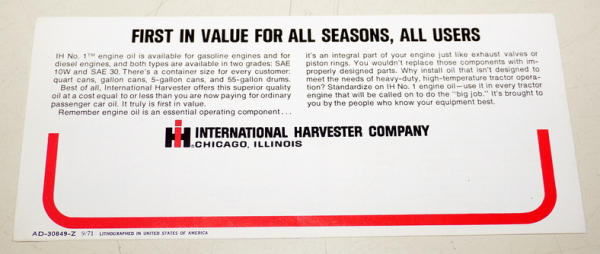 FIRST IN VALUE FOR ALL SEASONS, ALL USERS
IH No. 1™ engine oil is available for gasoline engines and for
diesel engines, and both types are available in two grades: SAE
10W and SAE 30. There's a container size for every customer:
quart cans, gallon cans, 5-gallon cans, and 55-gallon drums.
Best of all, International Harvester offers this superior quality
oil at a cost equal to or less than you are now paying for ordinary
passenger car oil. It truly is first in value.
Remember engine oil is an essential operating component...
it's an integral part of your engine just like exhaust valves or
piston rings. You wouldn't replace those components with im-
properly designed parts. Why install oil that isn't designed to
meet the need of heavy-duty, high-temperature tractor opera-
tion? Standardize on IH No. 1 engine oil—use it in every tractor
engine that will be called on to do the "big job." It's brought to
you by the people who know your equipment best.
IH® INTERNATIONAL HARVESTER COMPANY
CHICAGO, ILLINOIS
AD-30849-Z 9/71 LITHOGRAPHED IN UNITED STATES OF AMERICA